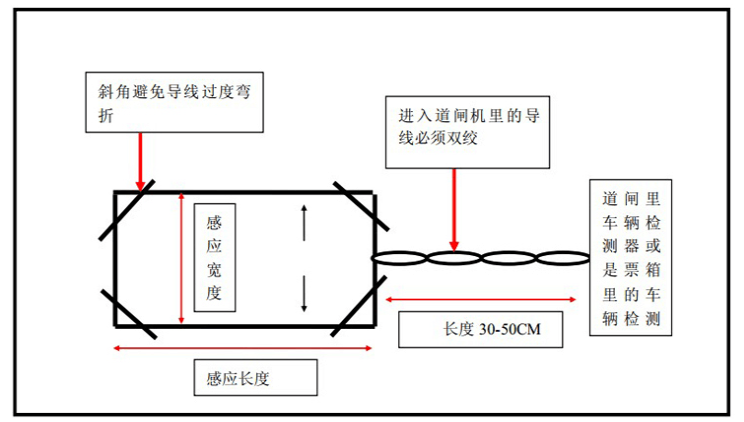 斜角避免导线过度弯
折
进入道闸机里的导
线必须双绞
感
应
宽
度
道闸里
车辆检
测器或
是票箱
里的车
辆检测
长度 30-50CM
感应长度